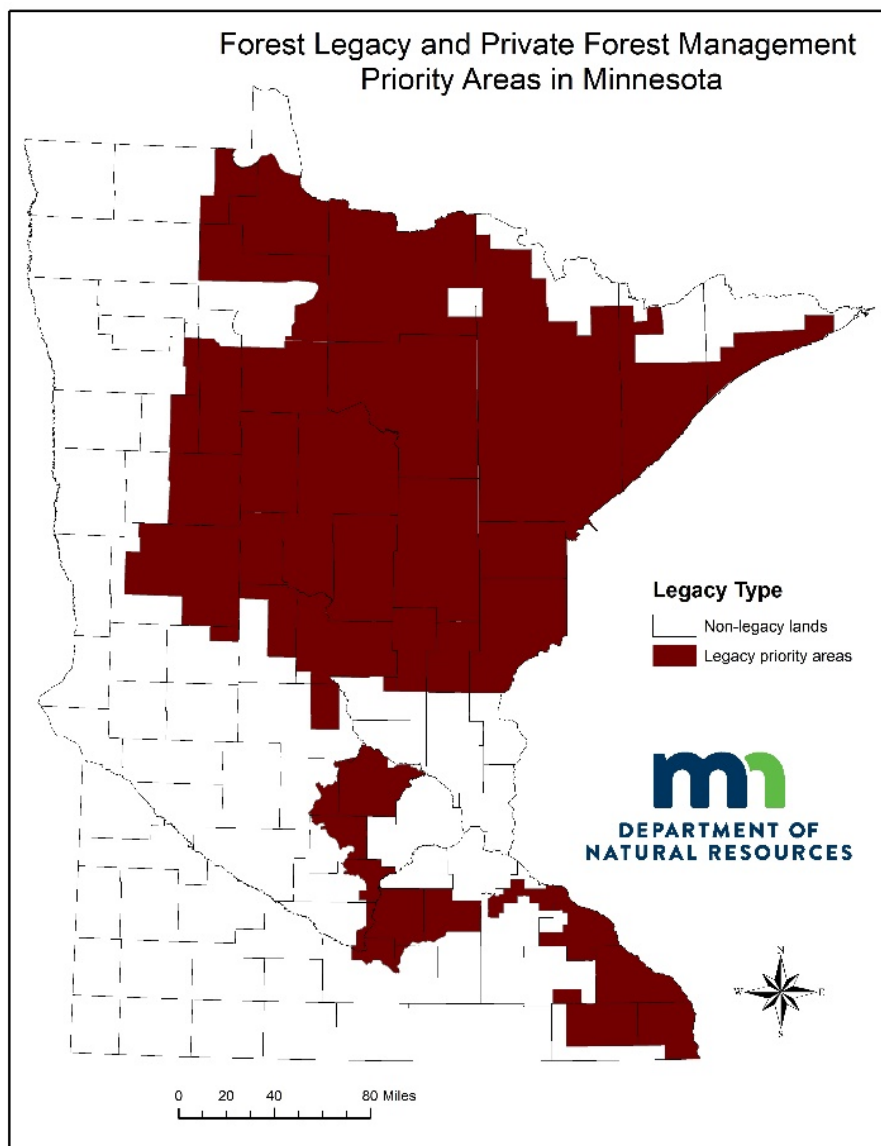 Forest Legacy and Private Forest Management
Priority Areas in Minnesota
Legacy Type
Non-legacy lands
Legacy priority areas
mn
DEPARTMENT OF
NATURAL RESOURCES
N
W E
S
0 20 40 80 Miles